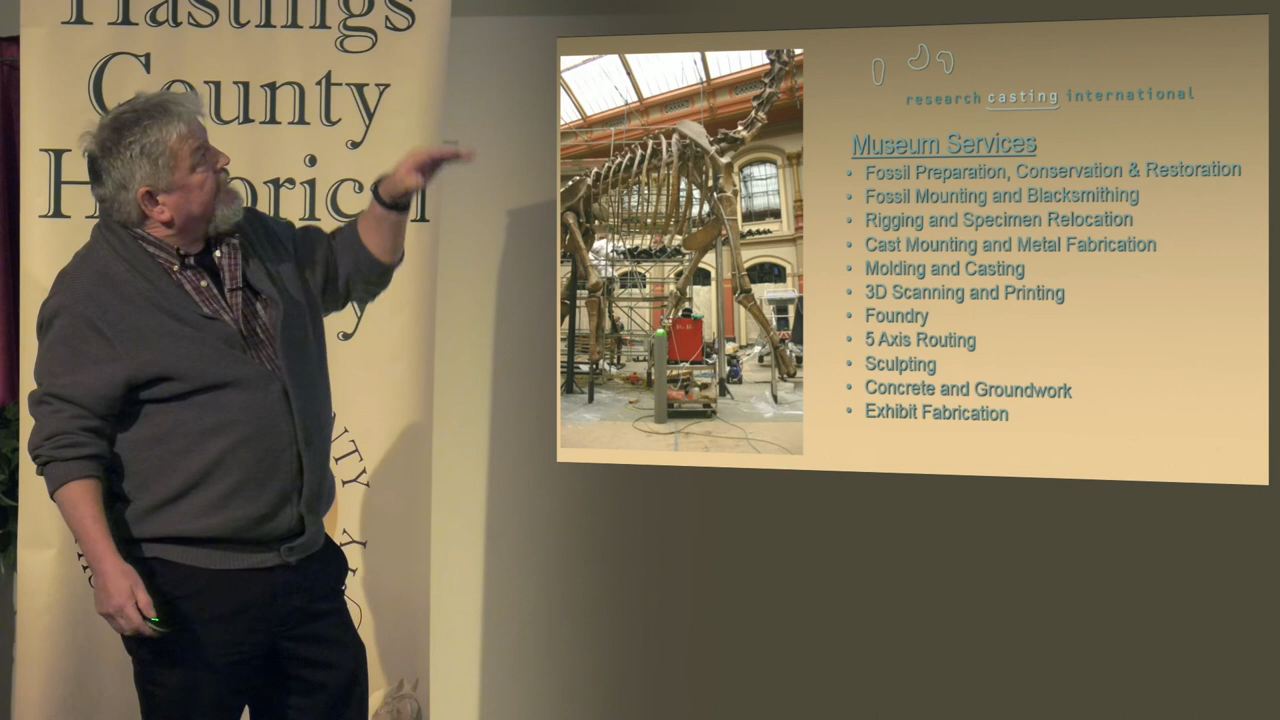 Hastings
County
research casting international
Museum Services
• Fossil Preparation, Conservation & Restoration
• Fossil Mounting and Blacksmithing
• Rigging and Specimen Relocation
• Cast Mounting and Metal Fabrication
• Molding and Casting
• 3D Scanning and Printing
• Foundry
• 5 Axis Routing
• Sculpting
• Concrete and Groundwork
• Exhibit Fabrication